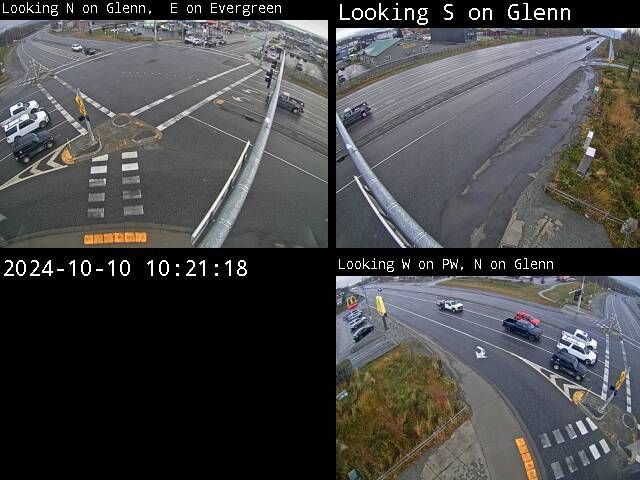 Looking N on Glenn,  E on Evergreen
Looking S on Glenn
2024-10-10 10:21:18
Looking W on PW, N on Glenn